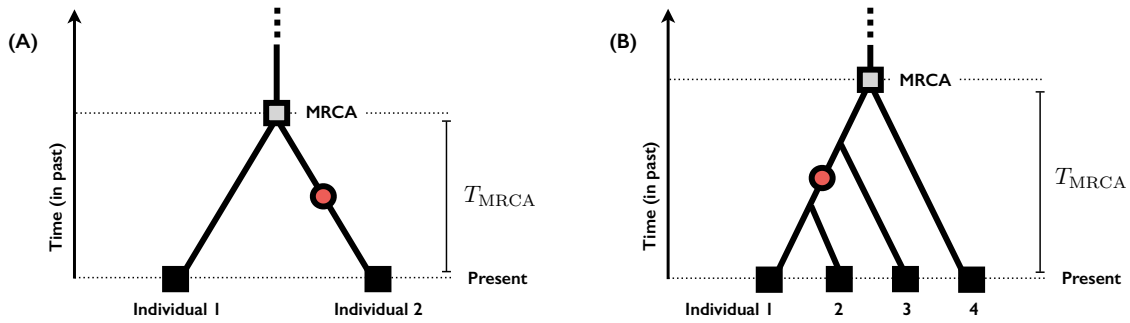 (A)
Time (in past)
MRCA
T_MRCA
Present
Individual 1
Individual 2
(B)
Time (in past)
MRCA
T_MRCA
Present
Individual 1 2 3 4